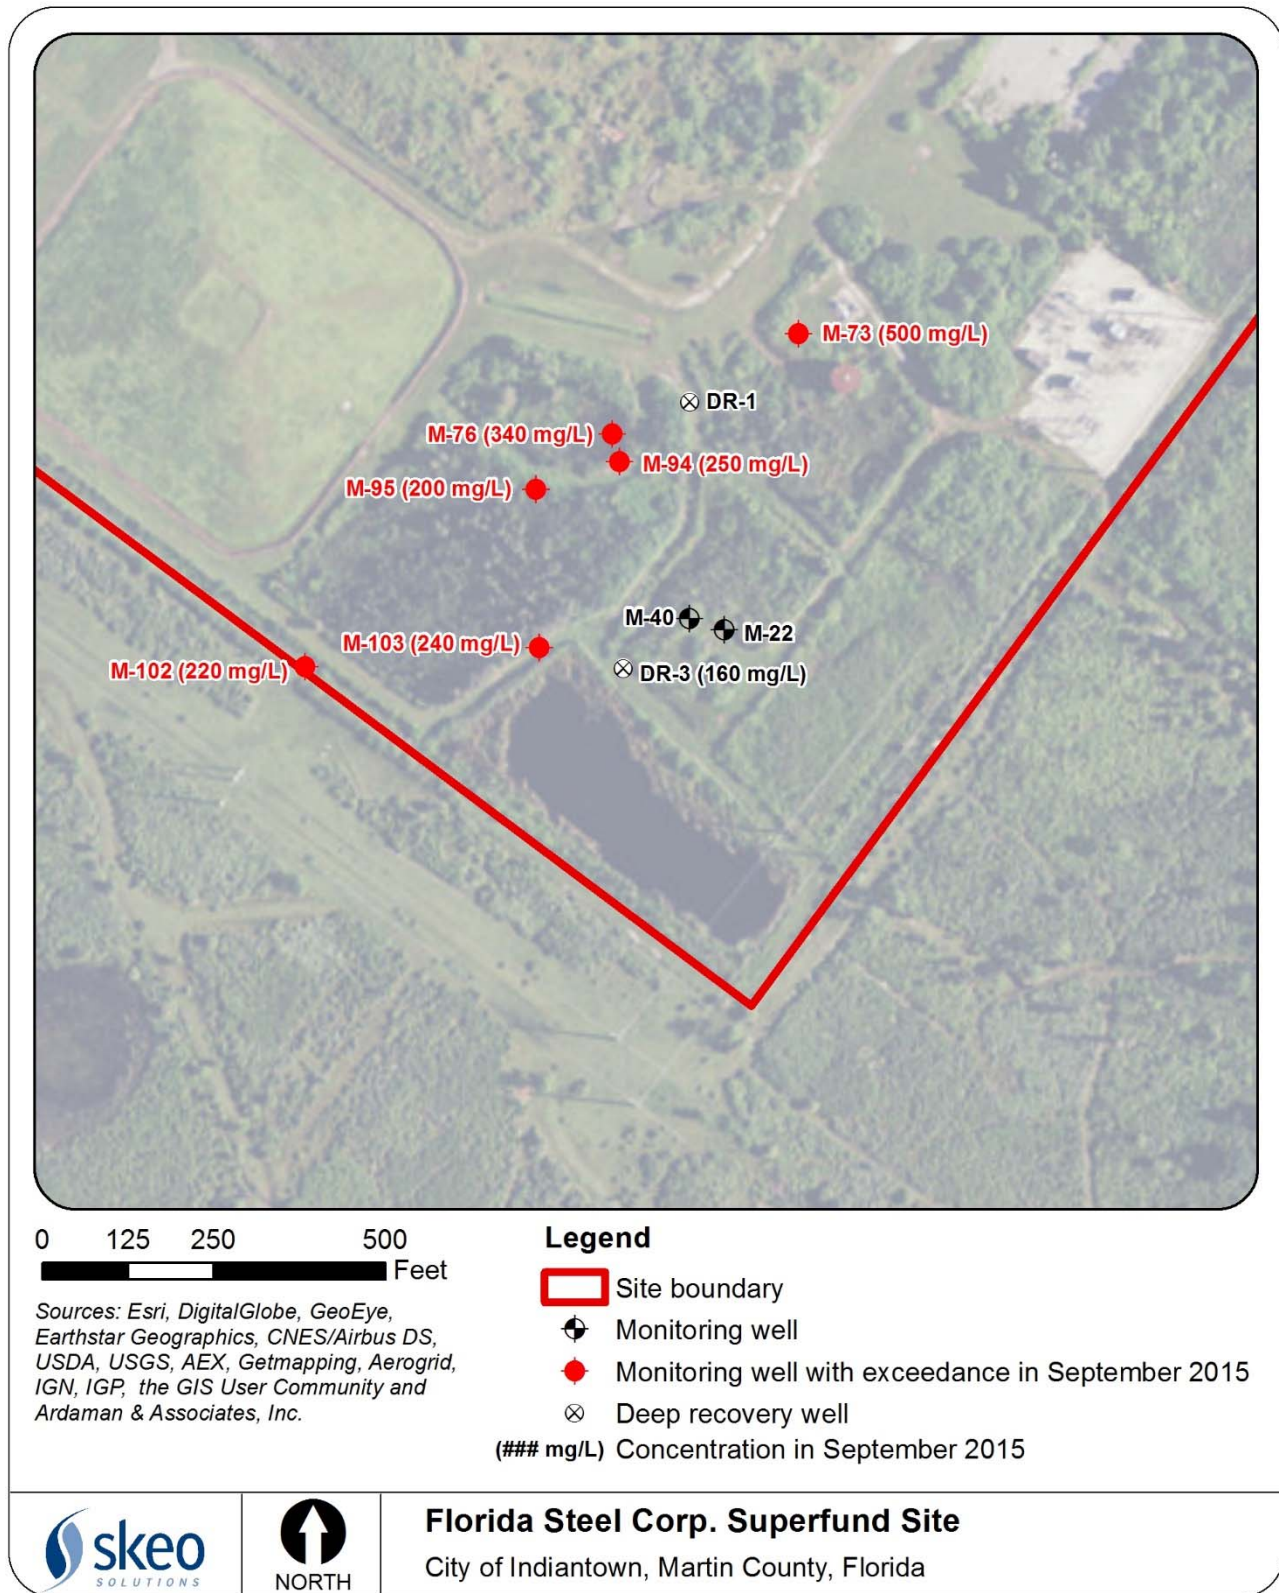 M-73 (500 mg/L)
DR-1
M-76 (340 mg/L)
M-94 (250 mg/L)
M-95 (200 mg/L)
M-40
M-22
M-103 (240 mg/L)
M-102 (220 mg/L)
DR-3 (160 mg/L)
0 125 250 500
Feet
Sources: Esri, DigitalGlobe, GeoEye,
Earthstar Geographics, CNES/Airbus DS,
USDA, USGS, AEX, Getmapping, Aerogrid,
IGN, IGP, the GIS User Community and
Ardaman & Associates, Inc.
Legend
Site boundary
Monitoring well
Monitoring well with exceedance in September 2015
Deep recovery well
(### mg/L) Concentration in September 2015
skeo
SOLUTIONS
NORTH
Florida Steel Corp. Superfund Site
City of Indiantown, Martin County, Florida